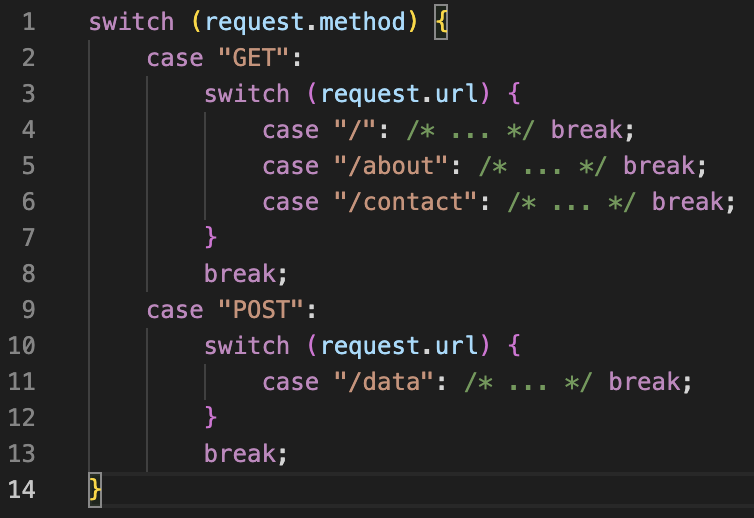 1 switch (request.method) {
2     case "GET":
3         switch (request.url) {
4             case "/": /* ... */ break;
5             case "/about": /* ... */ break;
6             case "/contact": /* ... */ break;
7         }
8         break;
9     case "POST":
10         switch (request.url) {
11             case "/data": /* ... */ break;
12         }
13         break;
14 }